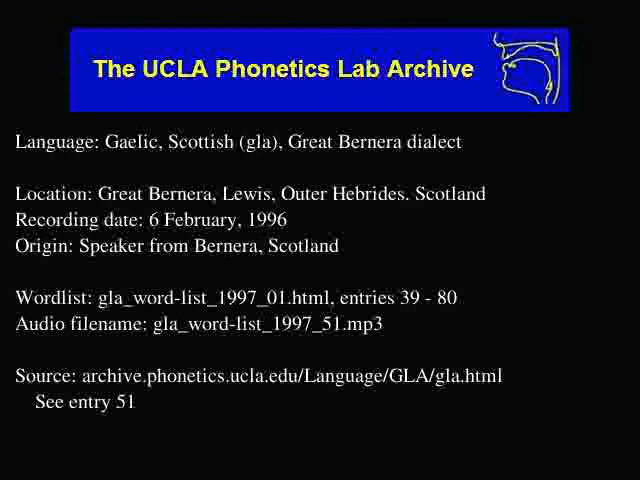 The UCLA Phonetics Lab Archive
Language: Gaelic, Scottish (gla), Great Bernera dialect
Location: Great Bernera, Lewis, Outer Hebrides. Scotland
Recording date: 6 February, 1996
Origin: Speaker from Bernera, Scotland
Wordlist: gla_word-list_1997_01.html, entries 39 - 80
Audio filename: gla_word-list_1997_51.mp3
Source: archive.phonetics.ucla.edu/Language/GLA/gla.html
See entry 51